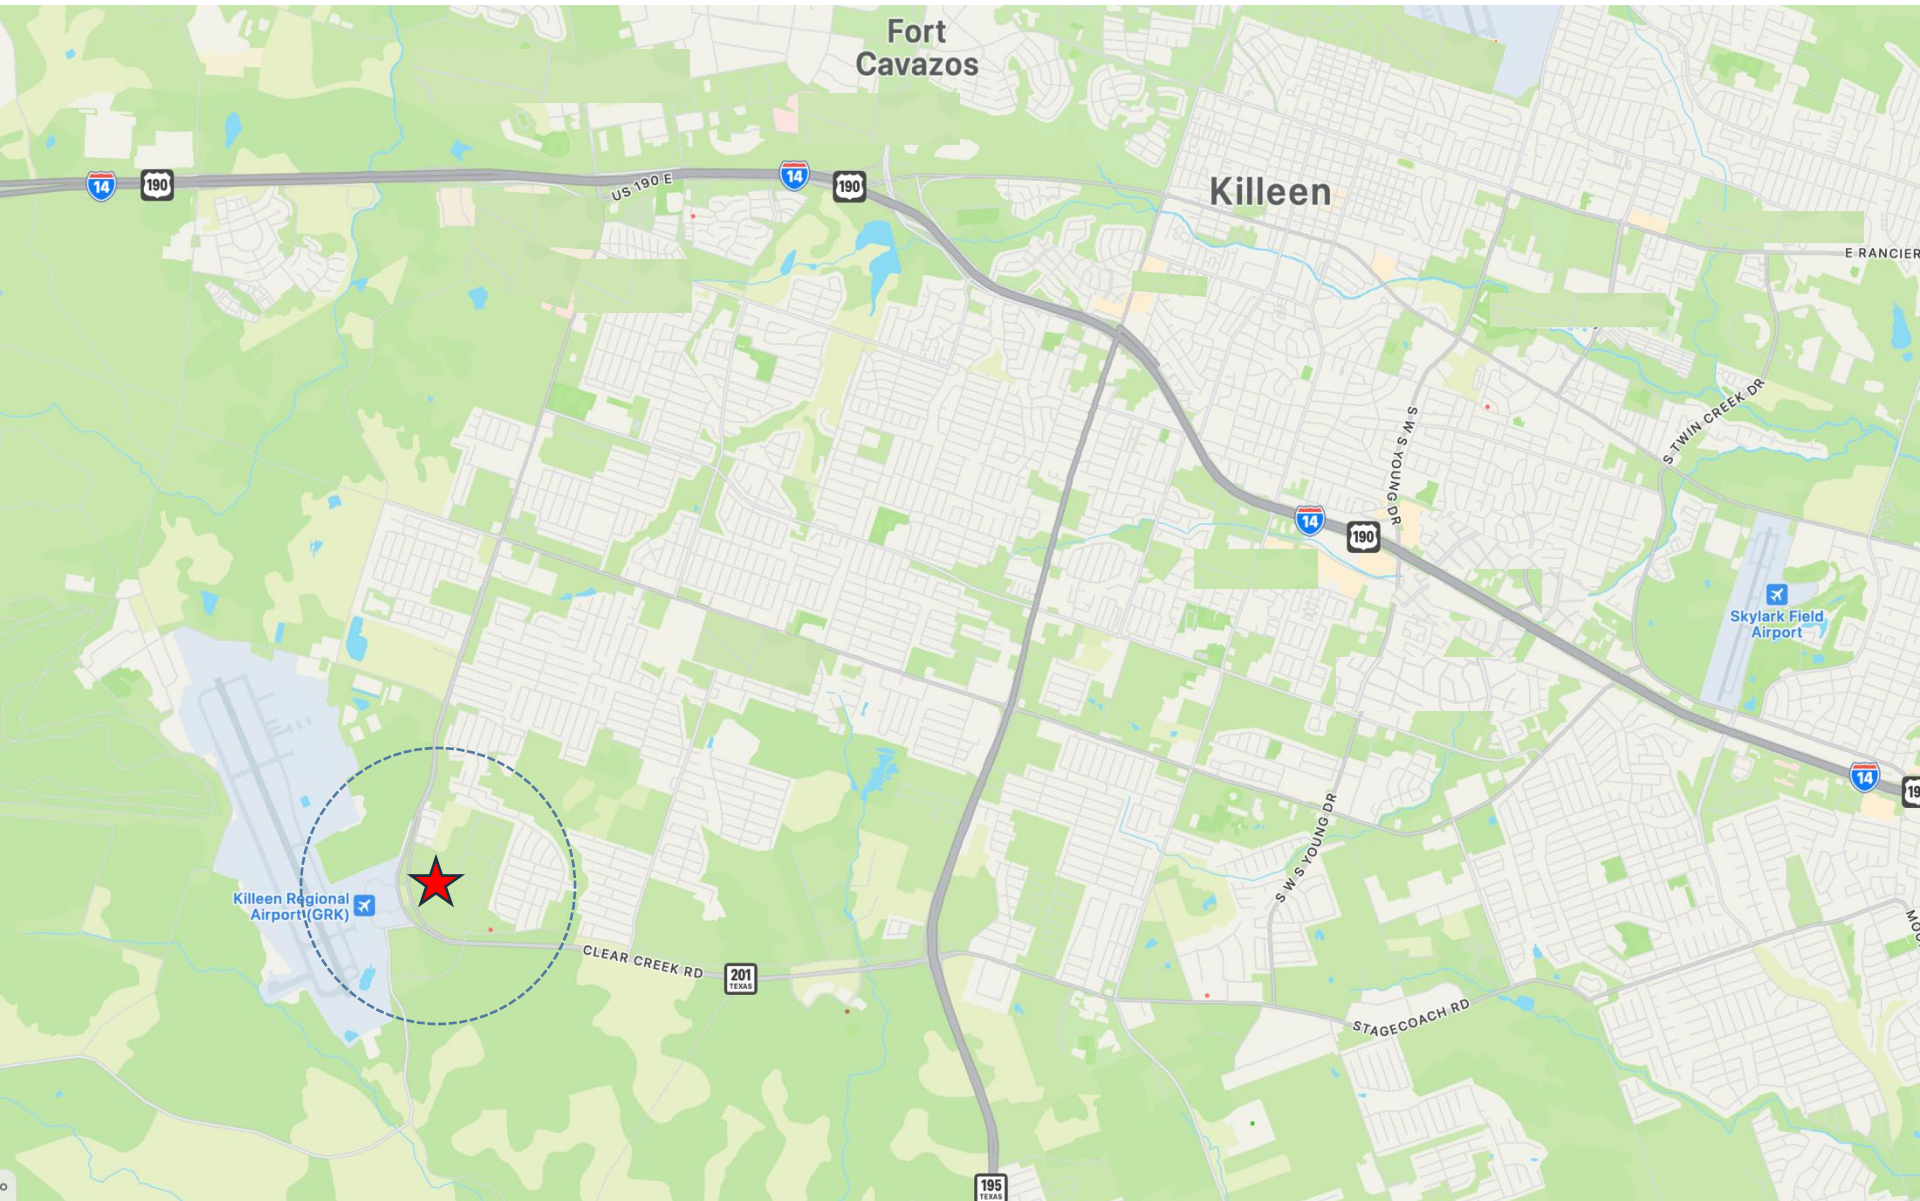 Fort
Cavazos
14
190
US 190 E
14
190
Killeen
E RANCIER
S TWIN CREEK DR
S W S YOUNG DR
14
190
Skylark Field
Airport
14
19
S W S YOUNG DR
Killeen Regional
Airport (GRK)
CLEAR CREEK RD
201
TEXAS
STAGECOACH RD
195
TEXAS